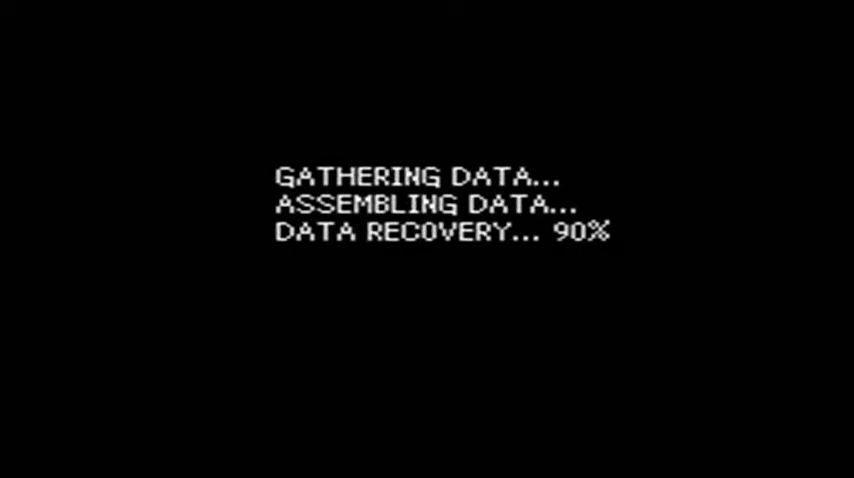 GATHERING DATA...
ASSEMBLING DATA...
DATA RECOVERY... 90%